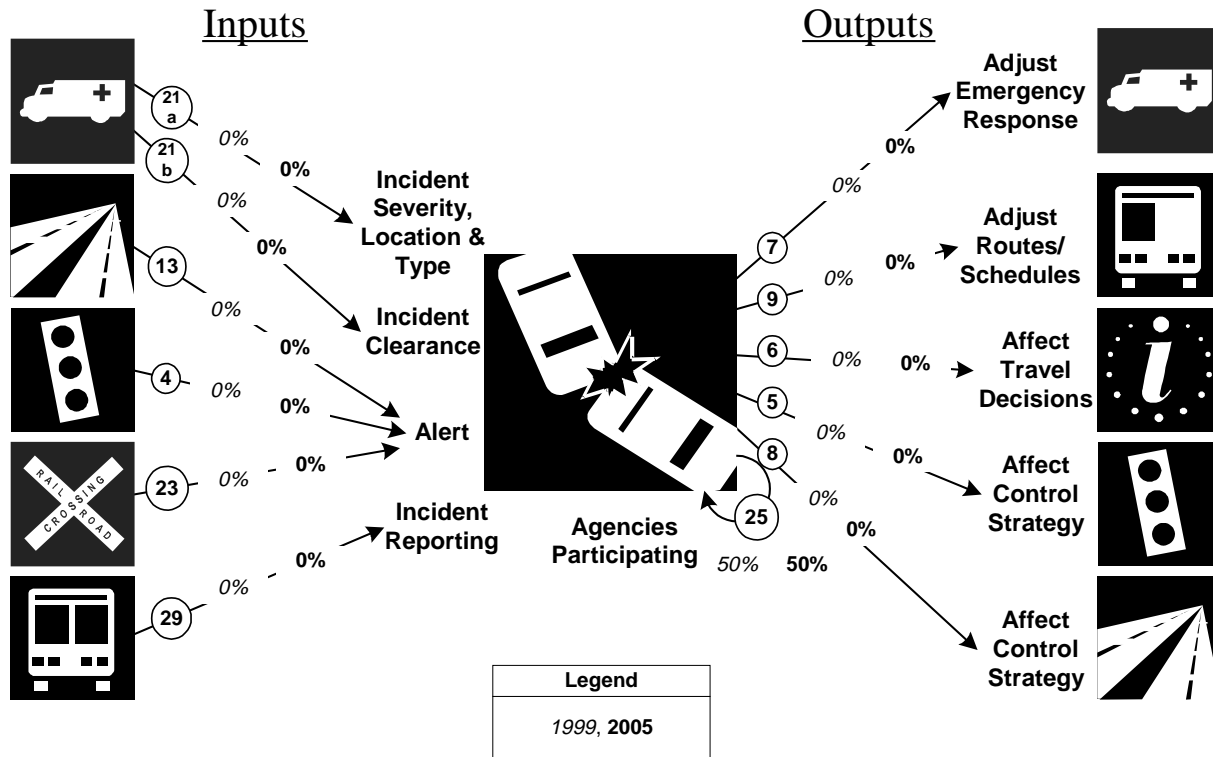 Inputs
Outputs
21
a
0%
0%
21
b
0%
0%
Incident
Severity,
Location &
Type
13
0%
0%
Incident
Clearance
4
0%
0%
Alert
RAIL
CROSSING
ROAD
23
0%
0%
Incident
Reporting
29
0%
0%
Agencies
Participating
25
50% 50%
7
0%
0%
Adjust
Emergency
Response
9
0%
0%
Adjust
Routes/
Schedules
6
0%
0%
Affect
Travel
Decisions
i
5
0%
0%
Affect
Control
Strategy
8
0%
0%
Affect
Control
Strategy
Legend
1999, 2005